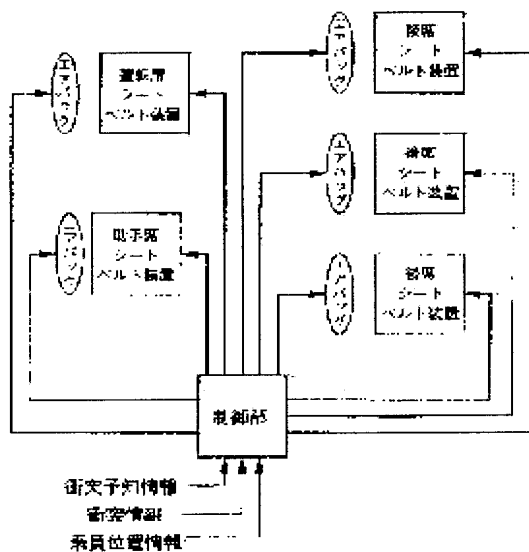 エアバッグ
運転席
シート
ベルト装置
エアバッグ
助手席
シート
ベルト装置
エアバッグ
後席
シート
ベルト装置
エアバッグ
後席
シート
ベルト装置
エアバッグ
後席
シート
ベルト装置
制御部
衝突予知情報
衝突情報
乗員位置情報